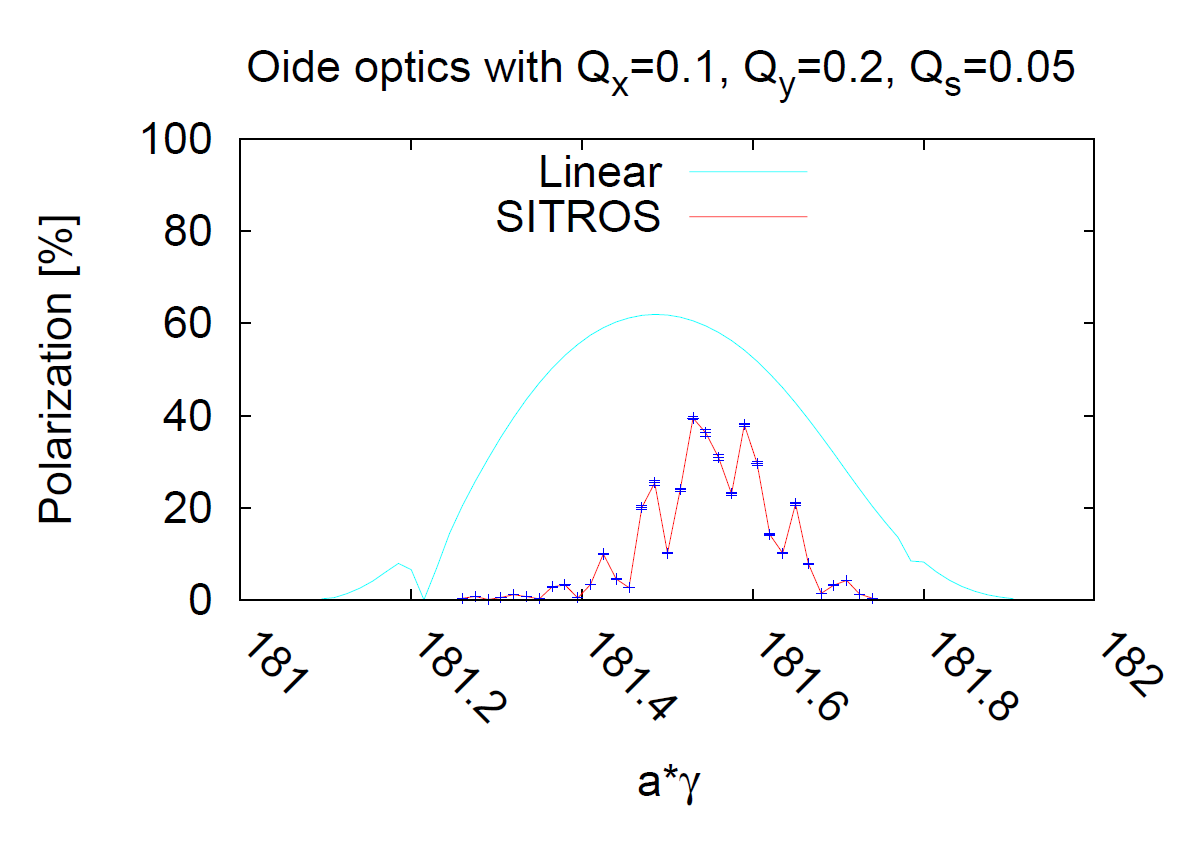 Oide optics with Qx=0.1, Qy=0.2, Qs=0.05
100
80
60
40
20
0
Polarization [%]
Linear
SITROS
181
181.2
181.4
181.6
181.8
182
a*γ